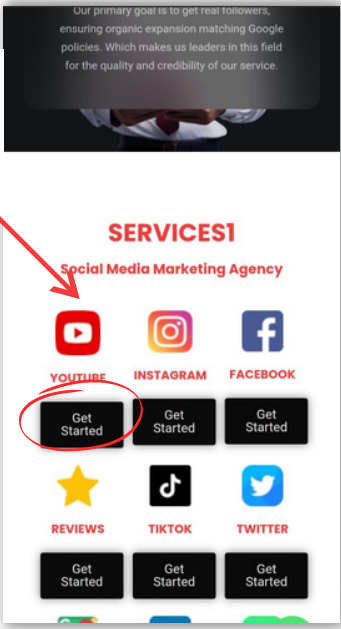 Our primary goal is to get real followers,
ensuring organic expansion matching Google
policies. Which makes us leaders in this field
for the quality and credibility of our service.
SERVICES1
Social Media Marketing Agency
YOUTUBE INSTAGRAM FACEBOOK
Get Started Get Started Get Started
REVIEWS TIKTOK TWITTER
Get Started Get Started Get Started